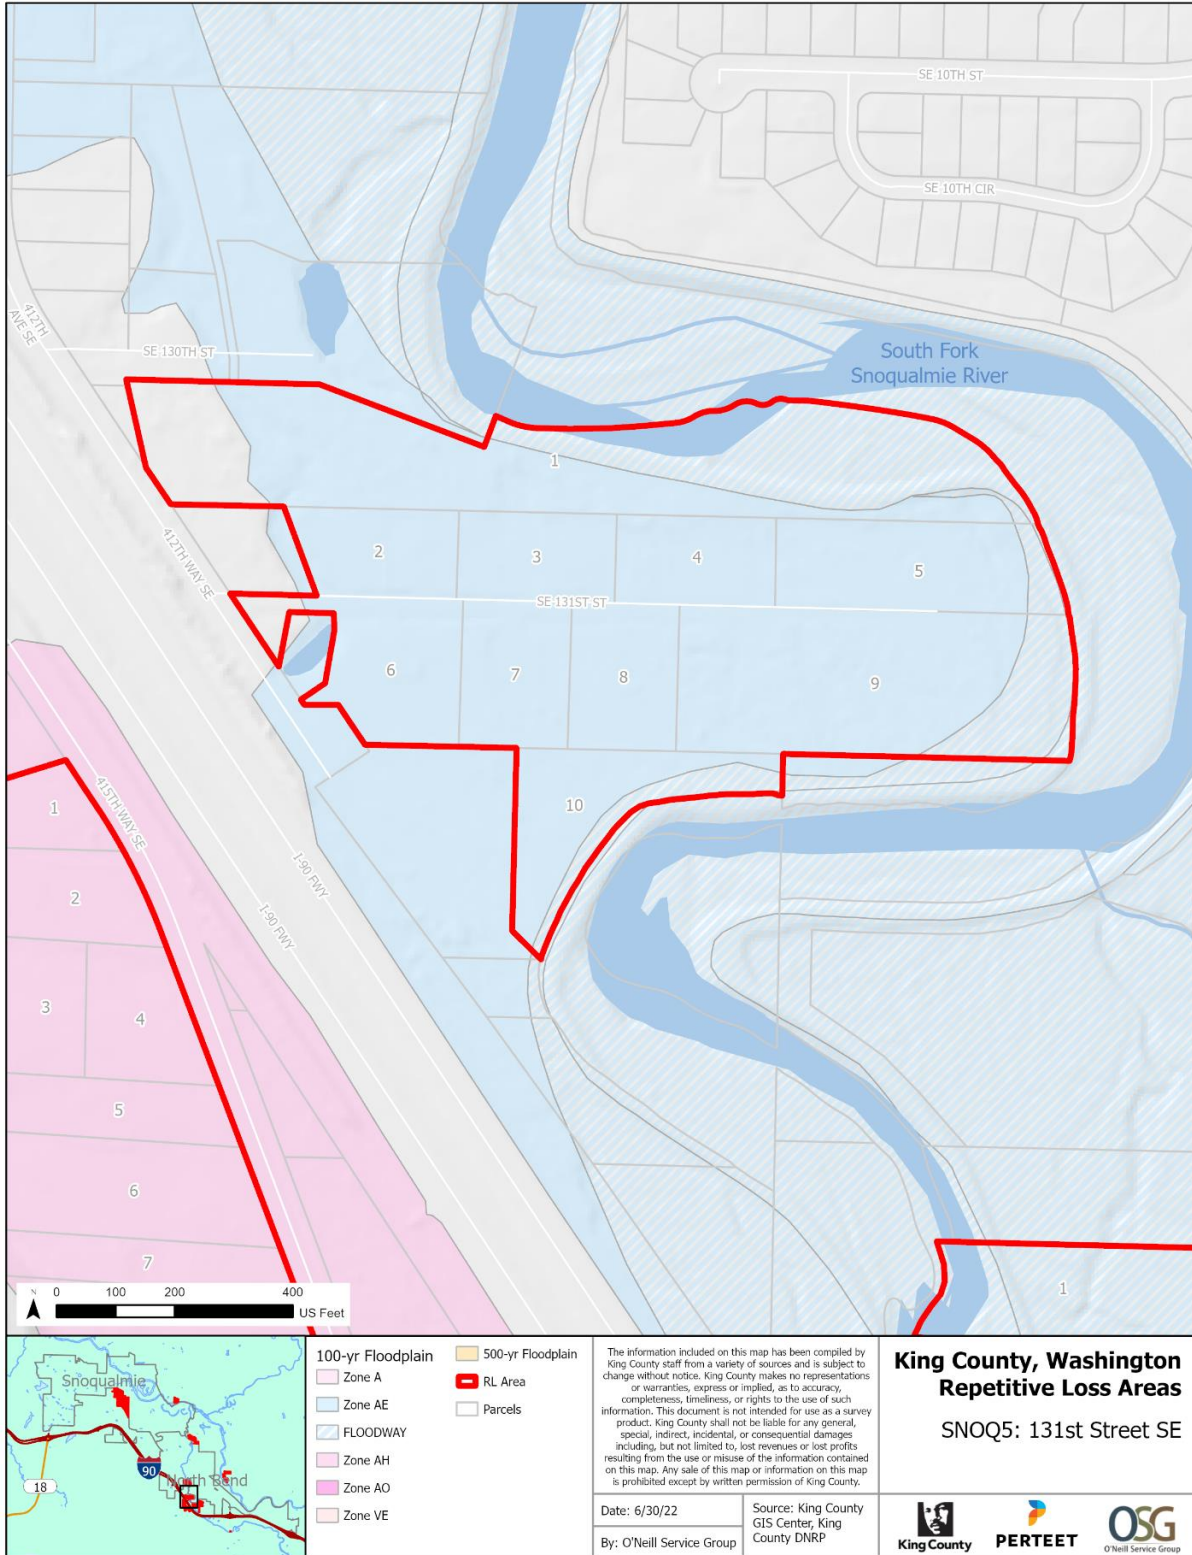 SE 10TH ST
SE 10TH CIR
412TH
AVE SE
SE 130TH ST
South Fork
Snoqualmie River
1
412TH WAY SE
2
3
4
5
SE 131ST ST
6
7
8
9
10
415TH WAY SE
I-90 FWY
I-90 FWY
1
2
3
4
5
6
7
1
N
0 100 200 400
US Feet
Snoqualmie
90
North Bend
18
100-yr Floodplain
Zone A
Zone AE
FLOODWAY
Zone AH
Zone AO
Zone VE
500-yr Floodplain
RL Area
Parcels
The information included on this map has been compiled by
King County staff from a variety of sources and is subject to
change without notice. King County makes no representations
or warranties, express or implied, as to accuracy,
completeness, timeliness, or rights to the use of such
information. This document is not intended for use as a survey
product. King County shall not be liable for any general,
special, indirect, incidental, or consequential damages
including, but not limited to, lost revenues or lost profits
resulting from the use or misuse of the information contained
on this map. Any sale of this map or information on this map
is prohibited except by written permission of King County.
Date: 6/30/22
By: O'Neill Service Group
Source: King County
GIS Center, King
County DNRP
King County, Washington
Repetitive Loss Areas
SNOQ5: 131st Street SE
King County
PERTEET
OSG
O'Neill Service Group